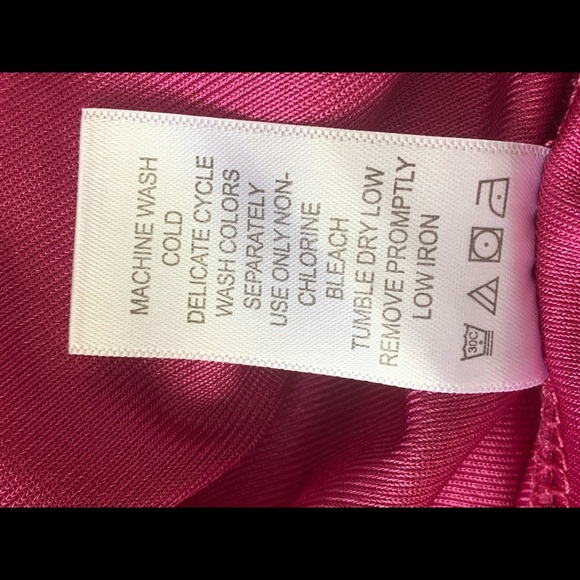 MACHINE WASH
COLD
DELICATE CYCLE
WASH COLORS
SEPARATELY
USE ONLY NON-
CHLORINE
BLEACH
TUMBLE DRY LOW
REMOVE PROMPTLY
LOW IRON
30C